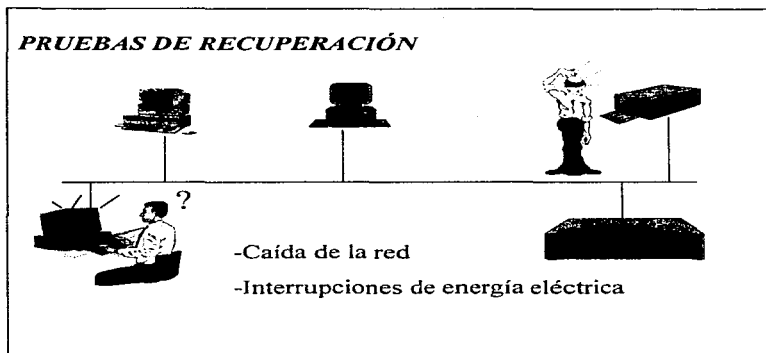 PRUEBAS DE RECUPERACIÓN
?
-Caída de la red
-Interrupciones de energía eléctrica